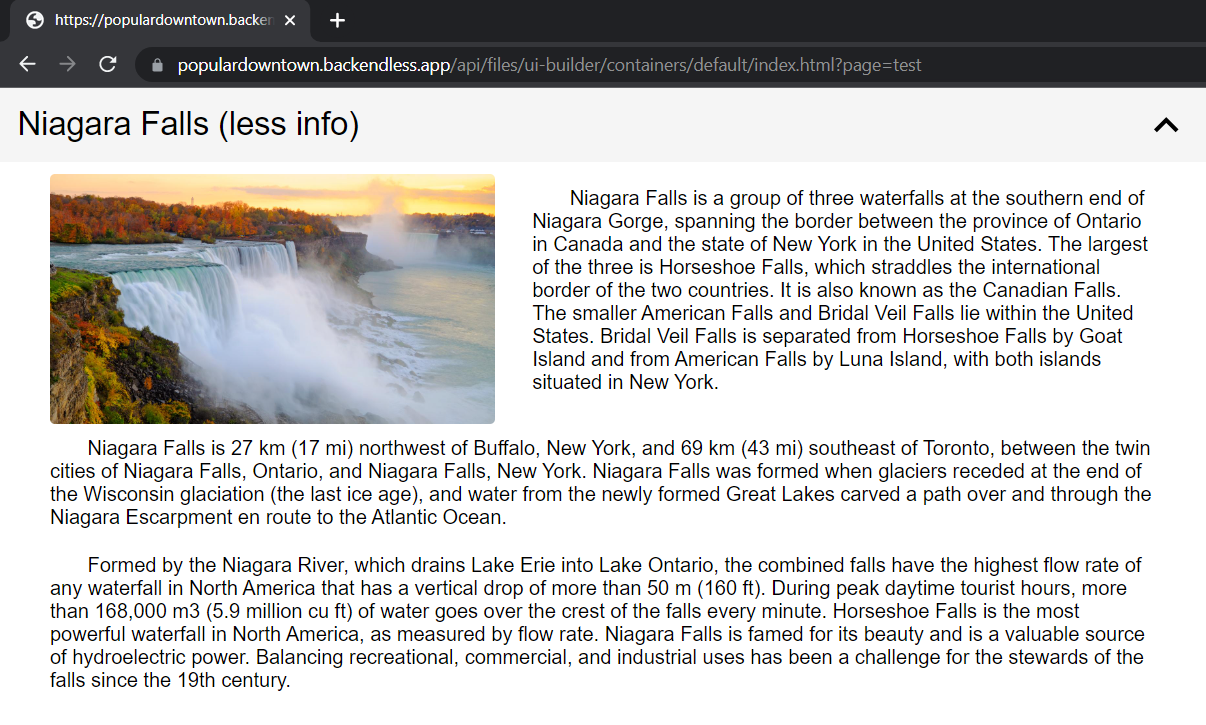 https://populardowntown.backen
populardowntown.backendless.app/api/files/ui-builder/containers/default/index.html?page=test
Niagara Falls (less info)
Niagara Falls is a group of three waterfalls at the southern end of
Niagara Gorge, spanning the border between the province of Ontario
in Canada and the state of New York in the United States. The largest
of the three is Horseshoe Falls, which straddles the international
border of the two countries. It is also known as the Canadian Falls.
The smaller American Falls and Bridal Veil Falls lie within the United
States. Bridal Veil Falls is separated from Horseshoe Falls by Goat
Island and from American Falls by Luna Island, with both islands
situated in New York.
Niagara Falls is 27 km (17 mi) northwest of Buffalo, New York, and 69 km (43 mi) southeast of Toronto, between the twin
cities of Niagara Falls, Ontario, and Niagara Falls, New York. Niagara Falls was formed when glaciers receded at the end of
the Wisconsin glaciation (the last ice age), and water from the newly formed Great Lakes carved a path over and through the
Niagara Escarpment en route to the Atlantic Ocean.
Formed by the Niagara River, which drains Lake Erie into Lake Ontario, the combined falls have the highest flow rate of
any waterfall in North America that has a vertical drop of more than 50 m (160 ft). During peak daytime tourist hours, more
than 168,000 m3 (5.9 million cu ft) of water goes over the crest of the falls every minute. Horseshoe Falls is the most
powerful waterfall in North America, as measured by flow rate. Niagara Falls is famed for its beauty and is a valuable source
of hydroelectric power. Balancing recreational, commercial, and industrial uses has been a challenge for the stewards of the
falls since the 19th century.